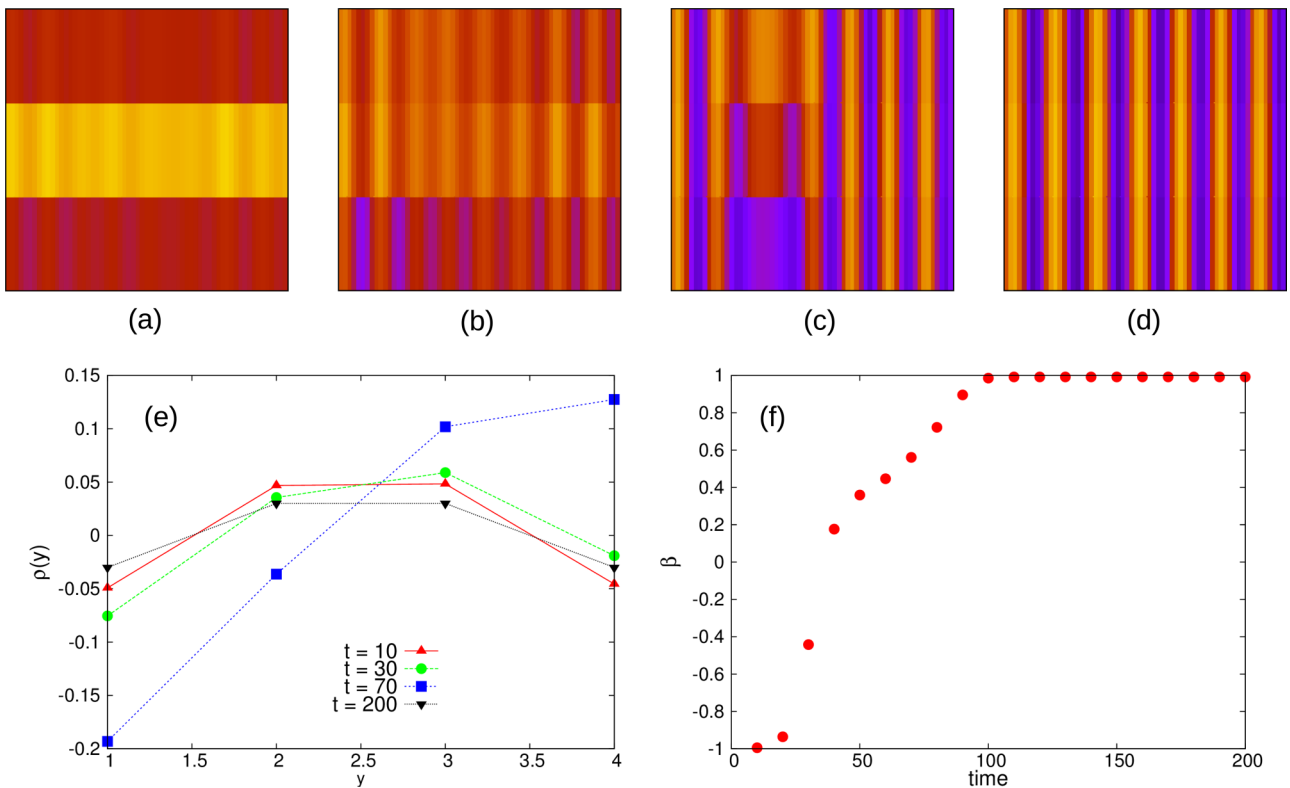 (a) (b) (c) (d)
(e)
0.15
0.1
0.05
0
-0.05
-0.1
-0.15
-0.2
ρ(y)
1 1.5 2 2.5 3 3.5 4
y
t = 10
t = 30
t = 70
t = 200
(f)
1
0.8
0.6
0.4
0.2
0
-0.2
-0.4
-0.6
-0.8
-1
β
0 50 100 150 200
time